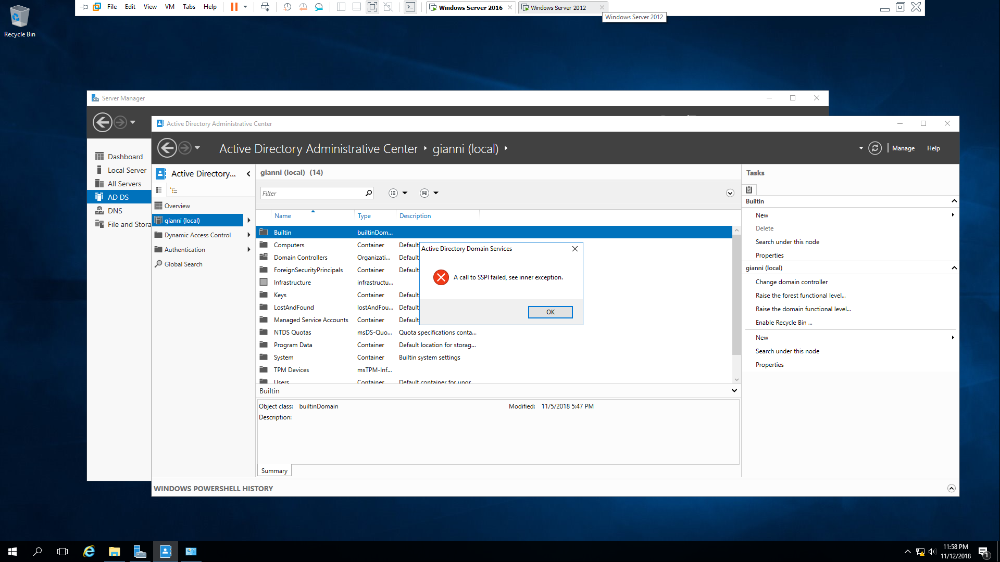 File Edit View VM Tabs Help
Windows Server 2016
Windows Server 2012
Windows Server 2012
Recycle Bin
Server Manager
Active Directory Administrative Center
Active Directory Administrative Center gianni (local)
Manage Help
Dashboard
Local Server
All Servers
AD DS
DNS
File and Stora
Active Directory...
Overview
gianni (local)
Dynamic Access Control
Authentication
Global Search
gianni (local) (14)
Filter
Name Type Description
Builtin builtinDom...
Computers Container Default
Domain Controllers Organizati... Default
ForeignSecurityPrincipals Container Default
Infrastructure infrastructu...
Keys Container Default
LostAndFound lostAndFou... Default
Managed Service Accounts Container Default
NTDS Quotas msDS-Quo... Quota specifications conta...
Program Data Container Default location for storag...
System Container Builtin system settings
TPM Devices msTPM-Inf...
Users Container Default container for upgr
Active Directory Domain Services
A call to SSPI failed, see inner exception.
OK
Builtin
Object class: builtinDomain Modified: 11/5/2018 5:47 PM
Description:
Summary
Tasks
Builtin
New
Delete
Search under this node
Properties
gianni (local)
Change domain controller
Raise the forest functional level...
Raise the domain functional level...
Enable Recycle Bin ...
New
Search under this node
Properties
WINDOWS POWERSHELL HISTORY
11:58 PM
11/12/2018
1